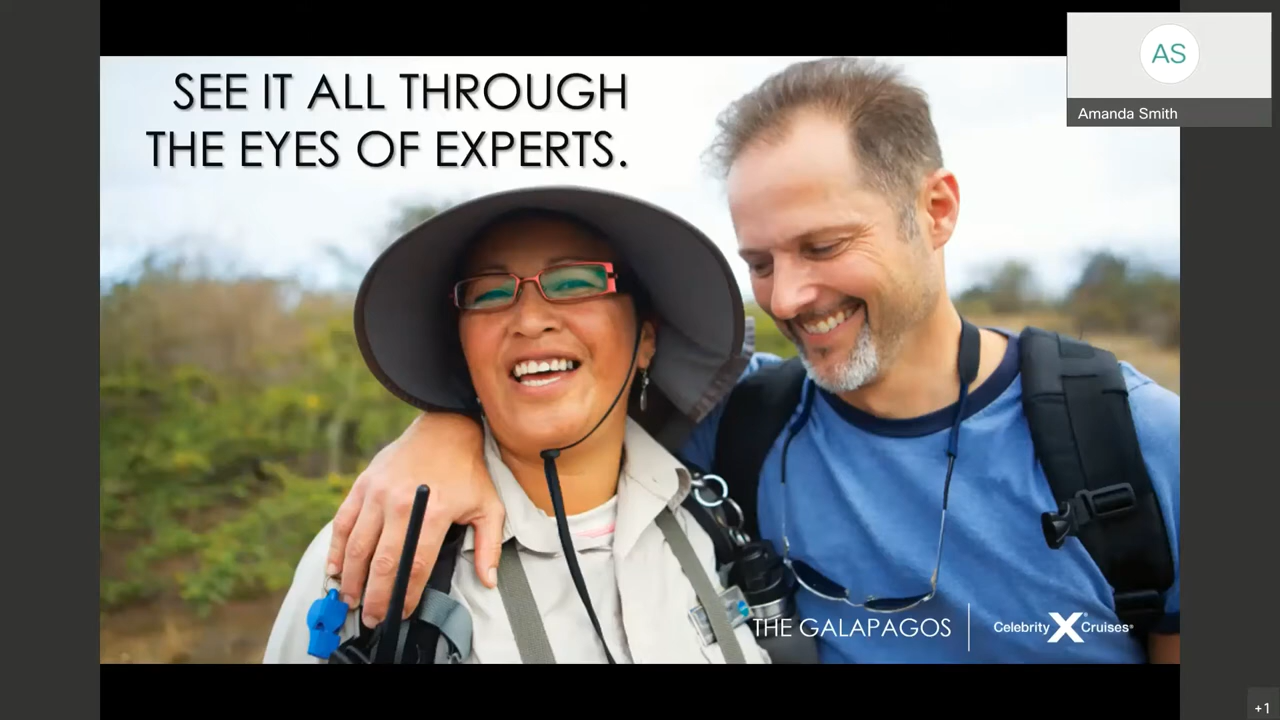 SEE IT ALL THROUGH
THE EYES OF EXPERTS.
AS
Amanda Smith
THE GALAPAGOS
Celebrity X Cruises®
+1